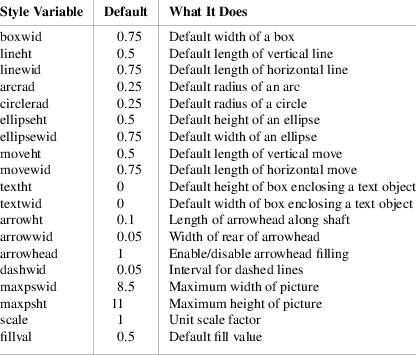 Style Variable Default What It Does
boxwid 0.75 Default width of a box
lineht 0.5 Default length of vertical line
linewid 0.75 Default length of horizontal line
arcrad 0.25 Default radius of an arc
circlerad 0.25 Default radius of a circle
ellipseht 0.5 Default height of an ellipse
ellipsewid 0.75 Default width of an ellipse
moveht 0.5 Default length of vertical move
movewid 0.75 Default length of horizontal move
textht 0 Default height of box enclosing a text object
textwid 0 Default width of box enclosing a text object
arrowht 0.1 Length of arrowhead along shaft
arrowwid 0.05 Width of rear of arrowhead
arrowhead 1 Enable/disable arrowhead filling
dashwid 0.05 Interval for dashed lines
maxpswid 8.5 Maximum width of picture
maxpsht 11 Maximum height of picture
scale 1 Unit scale factor
fillval 0.5 Default fill value